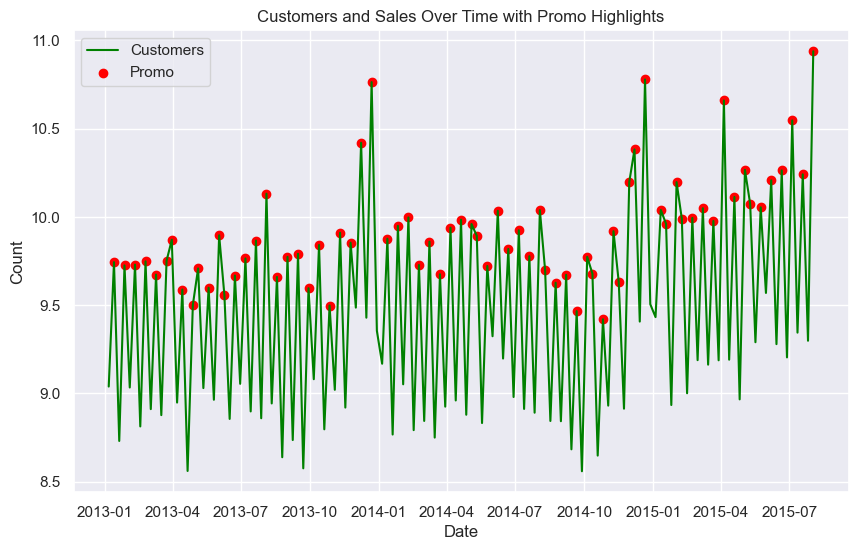 Customers and Sales Over Time with Promo Highlights
Customers
Promo
11.0
10.5
10.0
9.5
9.0
8.5
Count
2013-01 2013-04 2013-07 2013-10 2014-01 2014-04 2014-07 2014-10 2015-01 2015-04 2015-07
Date